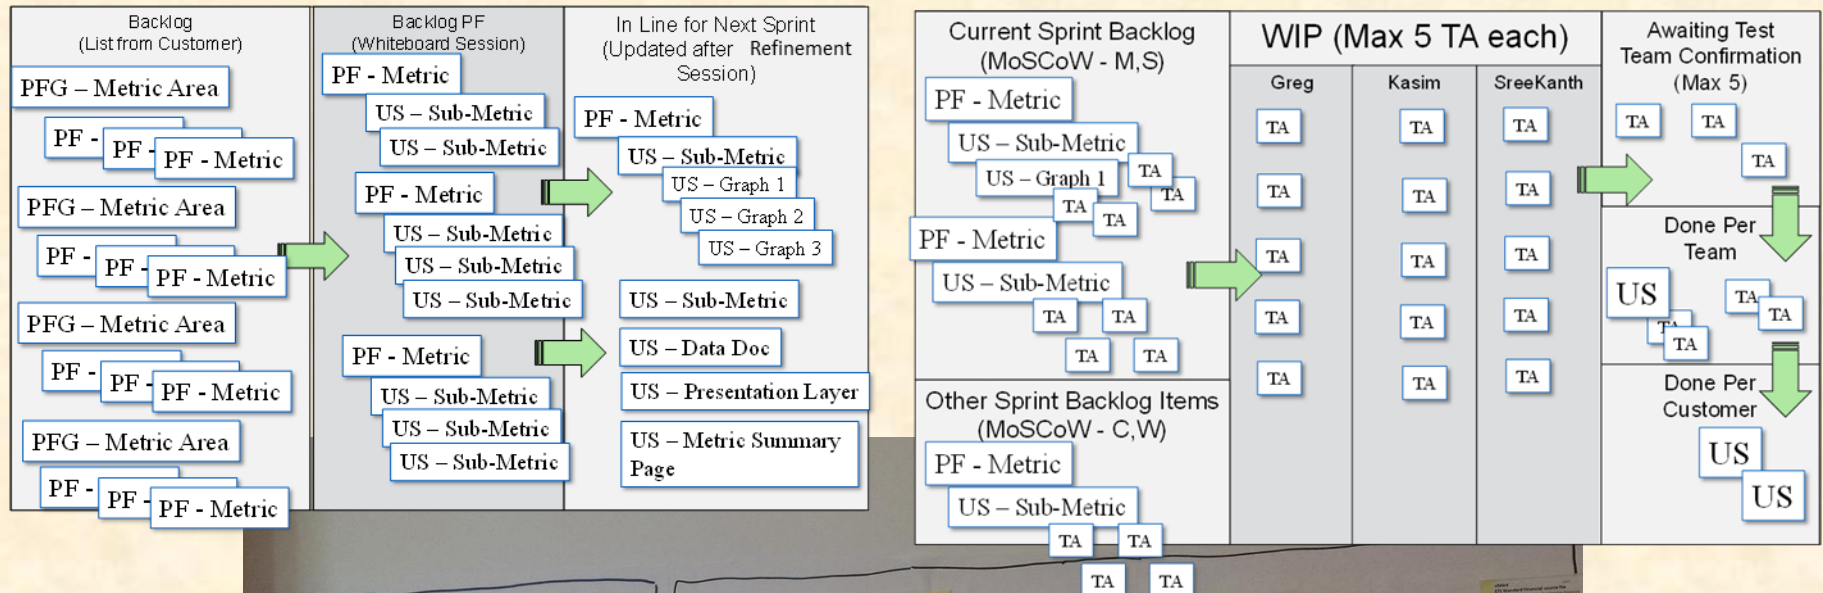 Backlog
(List from Customer)
PFG – Metric Area
PF -
PF -
PF - Metric
PFG – Metric Area
PF -
PF -
PF - Metric
PFG – Metric Area
PF -
PF -
PF - Metric
PFG – Metric Area
PF -
PF -
PF - Metric
Backlog PF
(Whiteboard Session)
PF - Metric
US – Sub-Metric
US – Sub-Metric
PF - Metric
US – Sub-Metric
US – Sub-Metric
US – Sub-Metric
PF - Metric
US – Sub-Metric
US – Sub-Metric
US – Sub-Metric
In Line for Next Sprint
(Updated after Refinement
Session)
PF - Metric
US – Sub-Metric
US – Graph 1
US – Graph 2
US – Graph 3
US – Sub-Metric
US – Data Doc
US – Presentation Layer
US – Metric Summary
Page
Current Sprint Backlog
(MoSCoW - M,S)
PF - Metric
US – Sub-Metric
US – Graph 1
TA
TA
TA
TA
PF - Metric
US – Sub-Metric
TA
TA
TA
TA
Other Sprint Backlog Items
(MoSCoW - C,W)
PF - Metric
US – Sub-Metric
TA
TA
TA
TA
WIP (Max 5 TA each)
Greg
TA
TA
TA
TA
TA
Kasim
TA
TA
TA
TA
TA
SreeKanth
TA
TA
TA
TA
TA
Awaiting Test
Team Confirmation
(Max 5)
TA
TA
TA
Done Per
Team
US
TA
TA
TA
TA
Done Per
Customer
US
US